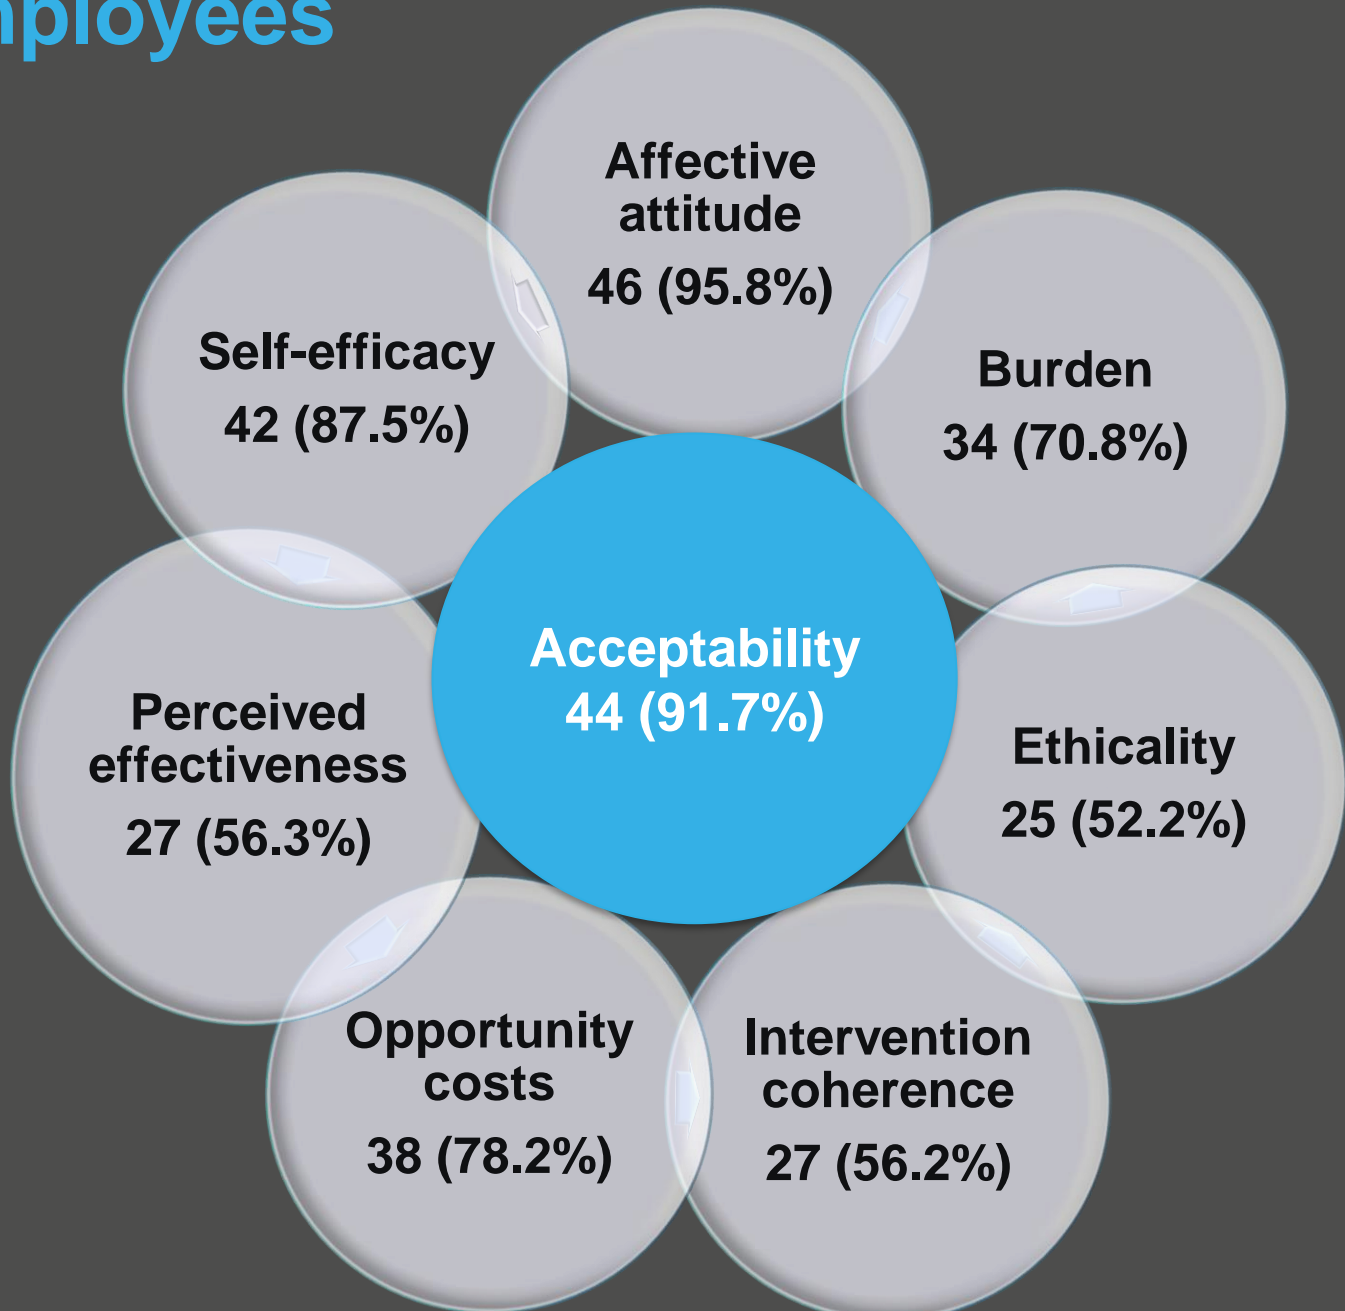 mployees
Affective
attitude
46 (95.8%)
Self-efficacy
42 (87.5%)
Burden
34 (70.8%)
Acceptability
44 (91.7%)
Perceived
effectiveness
27 (56.3%)
Ethicality
25 (52.2%)
Opportunity
costs
38 (78.2%)
Intervention
coherence
27 (56.2%)